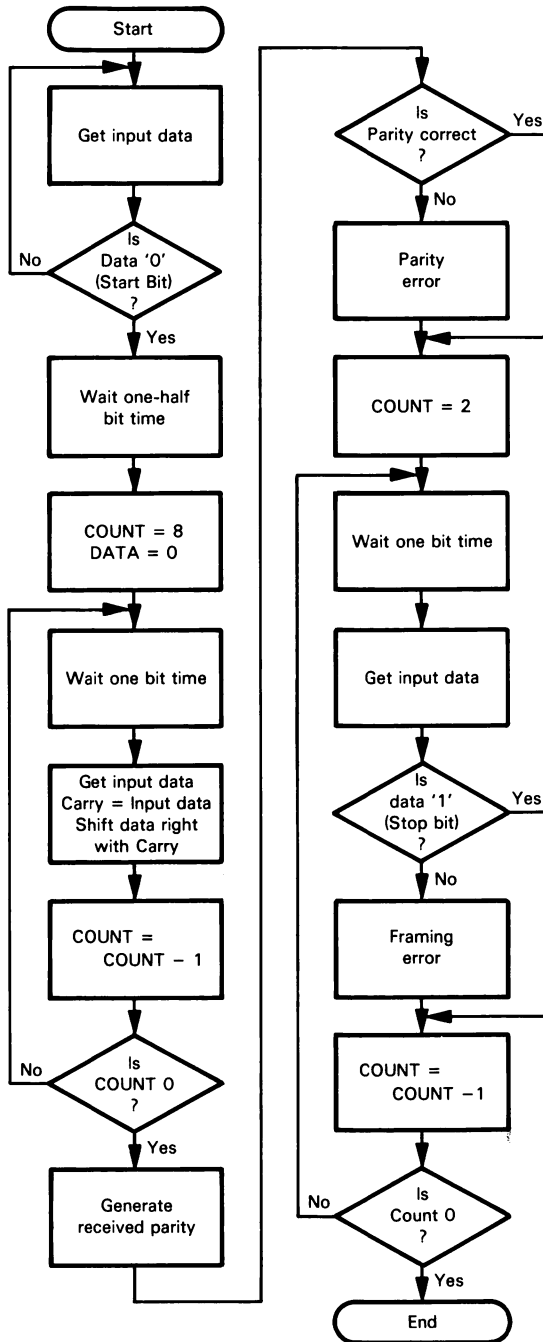 Start
Get input data
Is
Data '0'
(Start Bit)
?
No
Yes
Wait one-half
bit time
COUNT = 8
DATA = 0
Wait one bit time
Get input data
Carry = Input data
Shift data right
with Carry
COUNT =
COUNT – 1
Is
COUNT 0
?
No
Yes
Generate
received parity
Is
Parity correct
?
Yes
No
Parity
error
COUNT = 2
Wait one bit time
Get input data
Is
data '1'
(Stop bit)
?
Yes
No
Framing
error
COUNT =
COUNT –1
Is
Count 0
?
No
Yes
End